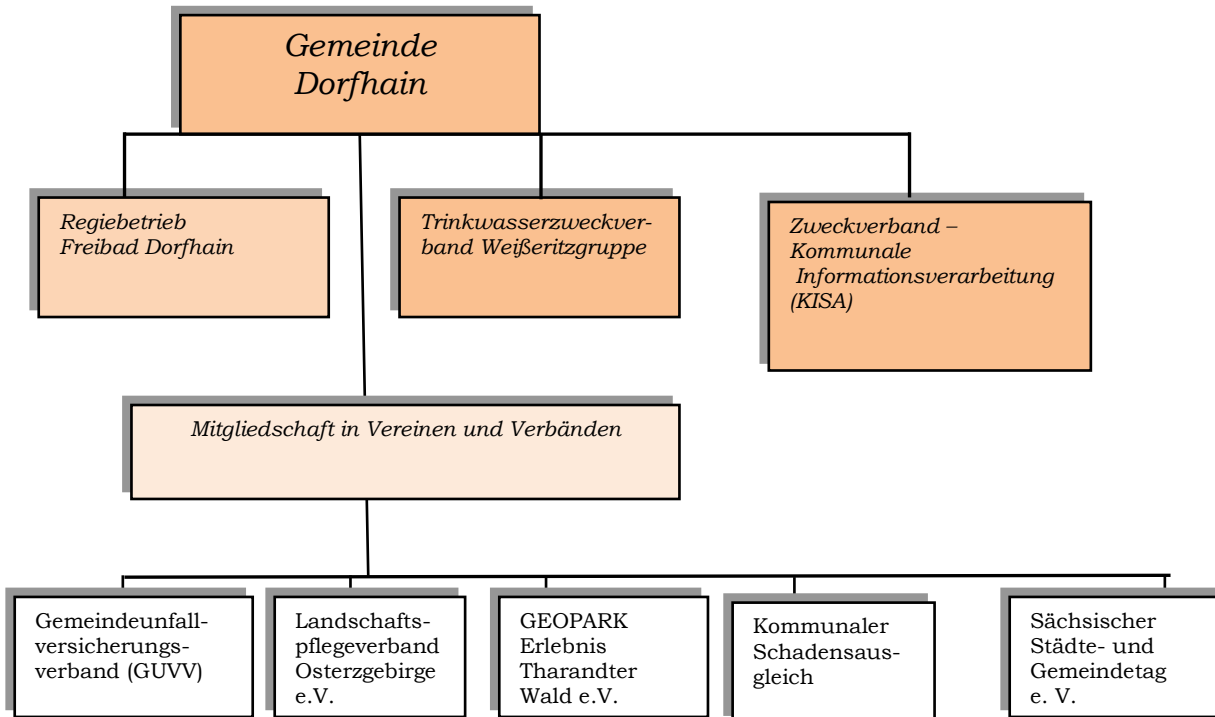 Gemeinde
Dorfhain
Regiebetrieb
Freibad Dorfhain
Trinkwasserzweckver-
band Weißeritzgruppe
Zweckverband –
Kommunale
Informationsverarbeitung
(KISA)
Mitgliedschaft in Vereinen und Verbänden
Gemeindeunfall-
versicherungs-
verband (GUVV)
Landschafts-
pflegeverband
Osterzgebirge
e.V.
GEOPARK
Erlebnis
Tharandter
Wald e.V.
Kommunaler
Schadensaus-
gleich
Sächsischer
Städte- und
Gemeindetag
e. V.